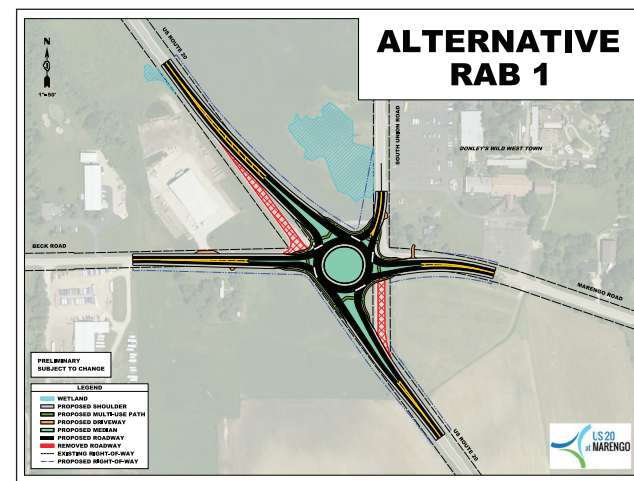 ALTERNATIVE
RAB 1
US ROUTE 20
N
1"=50'
SOUTH UNION ROAD
DONLEY'S WILD WEST TOWN
BECK ROAD
MARENGO ROAD
US ROUTE 20
PRELIMINARY
SUBJECT TO CHANGE
LEGEND
WETLAND
PROPOSED SHOULDER
PROPOSED MULTI-USE PATH
PROPOSED DRIVEWAY
PROPOSED MEDIAN
PROPOSED ROADWAY
REMOVED ROADWAY
EXISTING RIGHT-OF-WAY
PROPOSED RIGHT-OF-WAY
US 20
at MARENGO